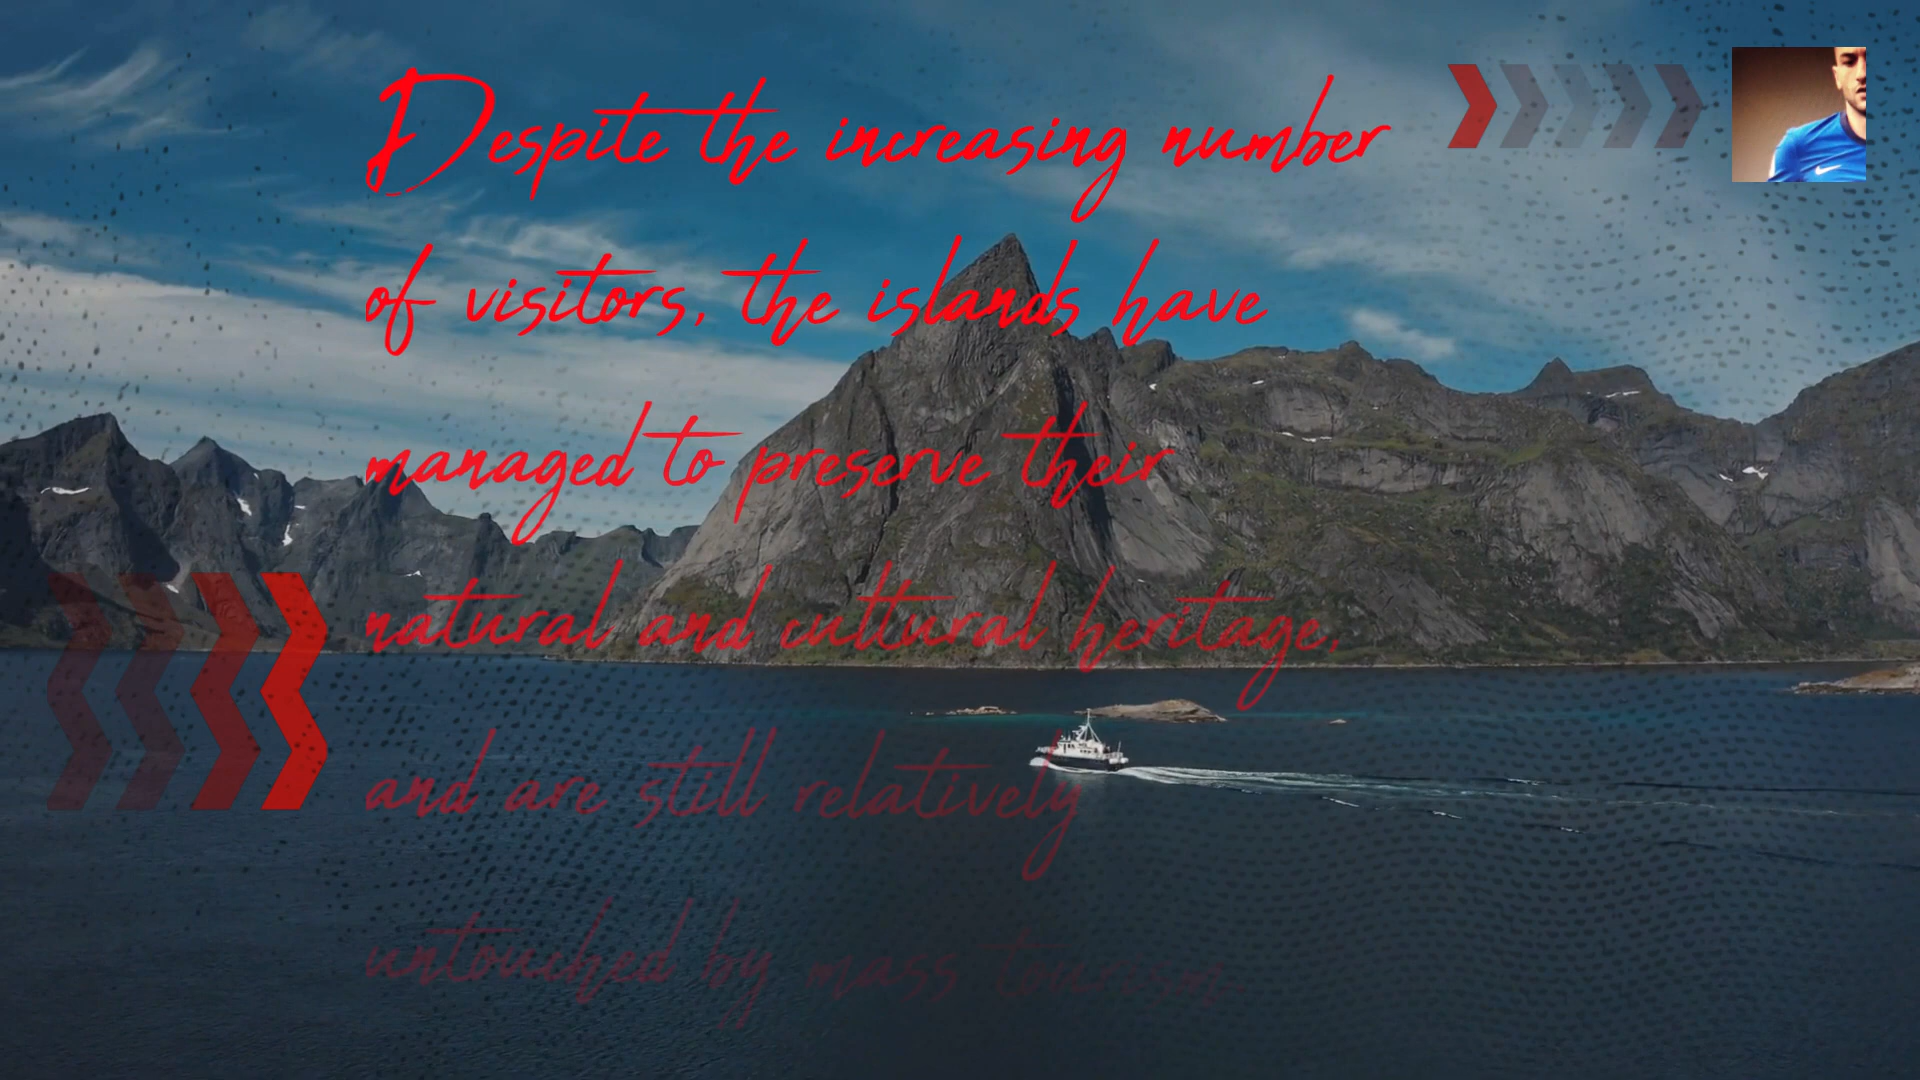 Despite the increasing number
of visitors, the islands have
managed to preserve their
natural and cultural heritage,
and are still relatively
untouched by mass tourism.